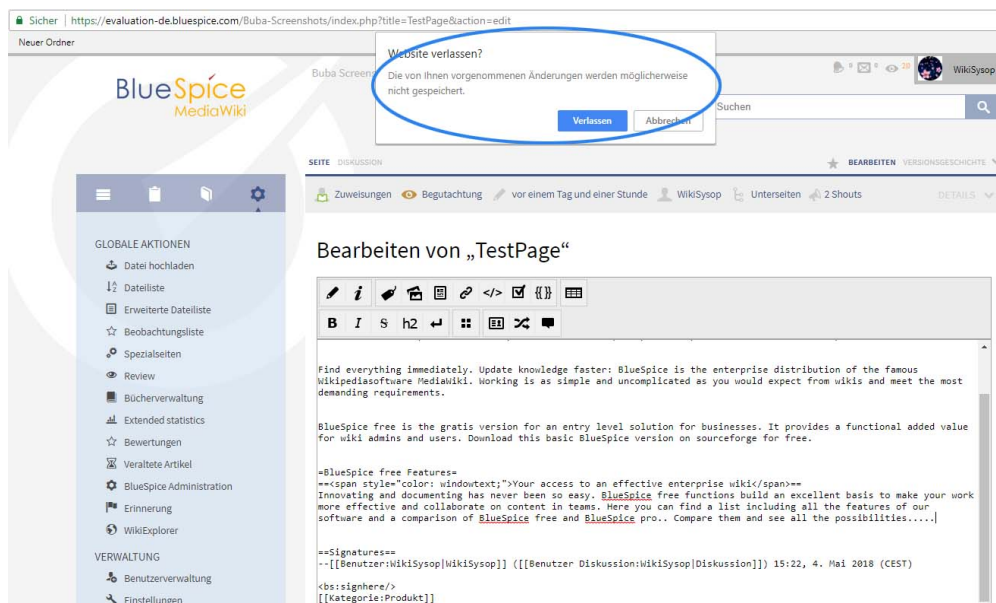 Sicher | https://evaluation-de.bluespice.com/Buba-Screenshots/index.php?title=TestPage&action=edit
Neuer Ordner
Website verlassen?
Die von Ihnen vorgenommenen Änderungen werden möglicherweise
nicht gespeichert.
Verlassen Abbrechen
Buba Screens
BlueSpice
MediaWiki
28 WikiSysop
Suchen
SEITE DISKUSSION
BEARBEITEN VERSIONSGESCHICHTE
Zuweisungen Begutachtung vor einem Tag und einer Stunde WikiSysop Unterseiten 2 Shouts DETAILS
GLOBALE AKTIONEN
Datei hochladen
Dateiliste
Erweiterte Dateiliste
Beobachtungsliste
Spezialseiten
Review
Bücherverwaltung
Extended statistics
Bewertungen
Veraltete Artikel
BlueSpice Administration
Erinnerung
WikiExplorer
VERWALTUNG
Benutzerverwaltung
Einstellungen
Bearbeiten von „TestPage“
i </> {{}}
B I S h2
Find everything immediately. Update knowledge faster: BlueSpice is the enterprise distribution of the famous
Wikipediasoftware MediaWiki. Working is as simple and uncomplicated as you would expect from wikis and meet the most
demanding requirements.
BlueSpice free is the gratis version for an entry level solution for businesses. It provides a functional added value
for wiki admins and users. Download this basic BlueSpice version on sourceforge for free.
=BlueSpice free Features=
==<span style="color: windowtext;">Your access to an effective enterprise wiki</span>==
Innovating and documenting has never been so easy. BlueSpice free functions build an excellent basis to make your work
more effective and collaborate on content in teams. Here you can find a list including all the features of our
software and a comparison of BlueSpice free and BlueSpice pro.. Compare them and see all the possibilities.....
==Signatures==
--[[Benutzer:WikiSysop|WikiSysop]] ([[Benutzer Diskussion:WikiSysop|Diskussion]]) 15:22, 4. Mai 2018 (CEST)
<bs:signhere/>
[[Kategorie:Produkt]]